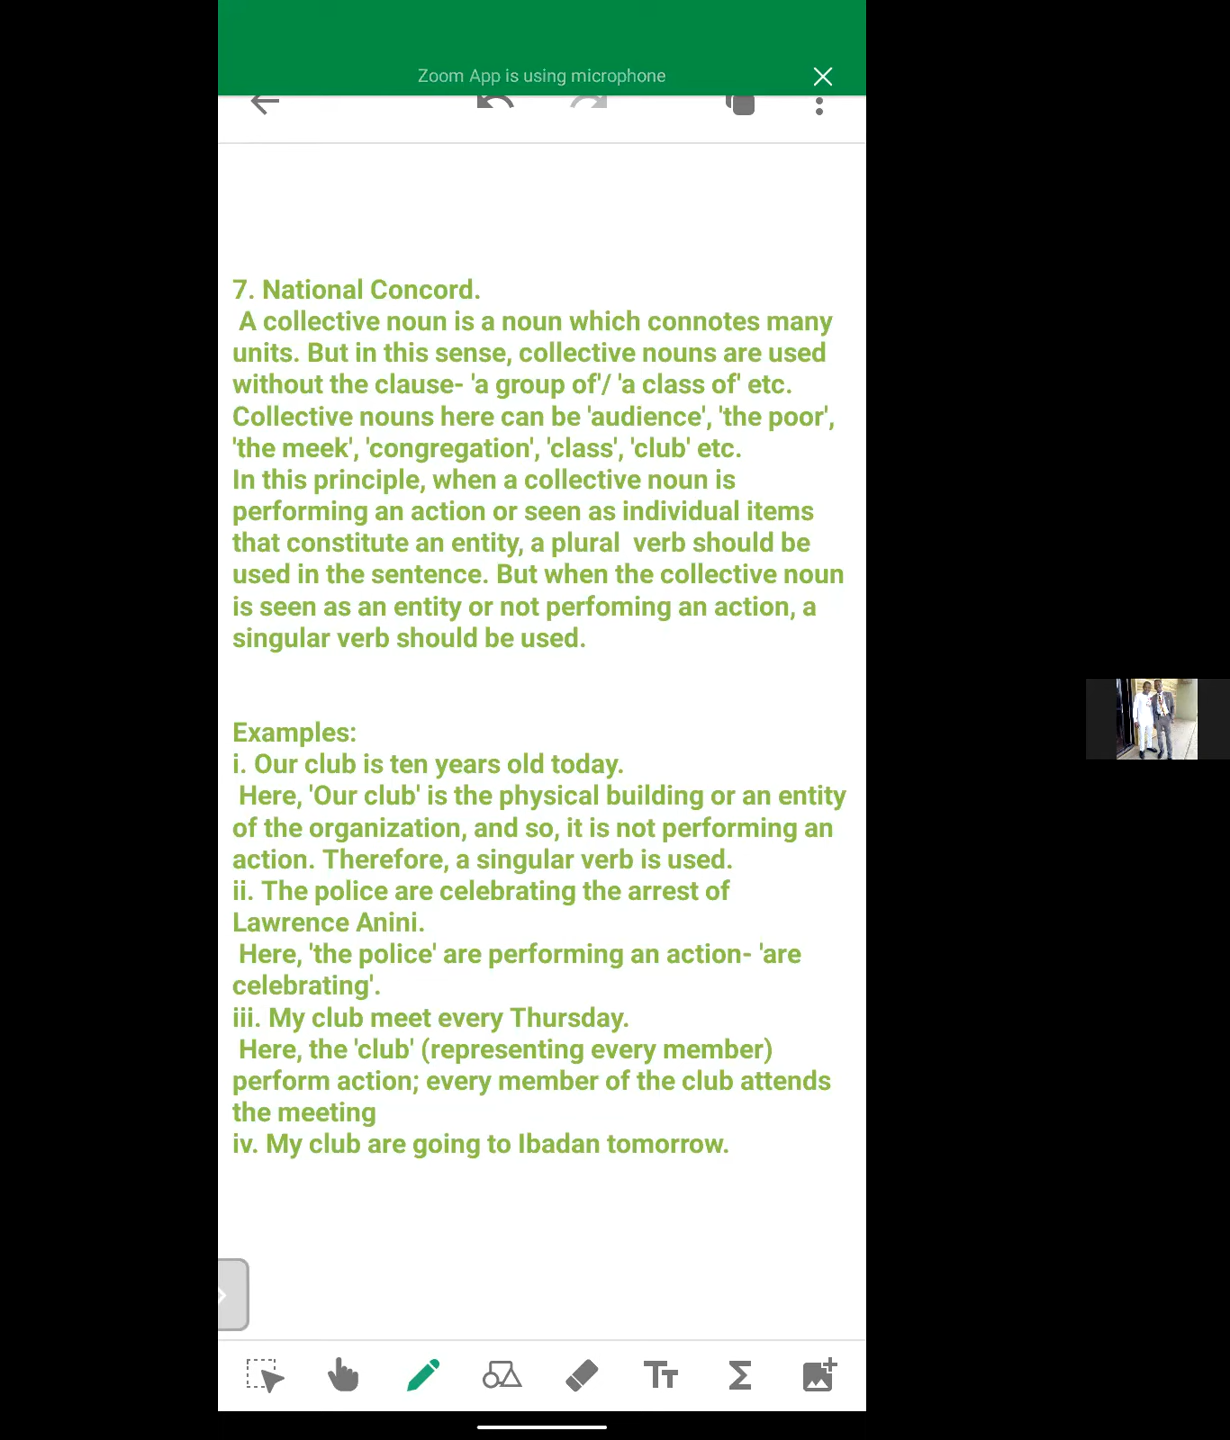 Zoom App is using microphone
7. National Concord.
A collective noun is a noun which connotes many
units. But in this sense, collective nouns are used
without the clause- 'a group of'/ 'a class of' etc.
Collective nouns here can be 'audience', 'the poor',
'the meek', 'congregation', 'class', 'club' etc.
In this principle, when a collective noun is
performing an action or seen as individual items
that constitute an entity, a plural  verb should be
used in the sentence. But when the collective noun
is seen as an entity or not perfoming an action, a
singular verb should be used.
Examples:
i. Our club is ten years old today.
Here, 'Our club' is the physical building or an entity
of the organization, and so, it is not performing an
action. Therefore, a singular verb is used.
ii. The police are celebrating the arrest of
Lawrence Anini.
Here, 'the police' are performing an action- 'are
celebrating'.
iii. My club meet every Thursday.
Here, the 'club' (representing every member)
perform action; every member of the club attends
the meeting
iv. My club are going to Ibadan tomorrow.
TT
Σ